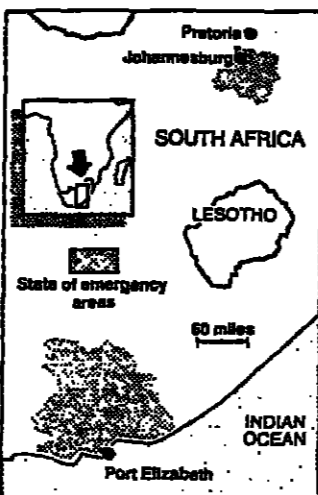 Pretoria
Johannesburg
SOUTH AFRICA
LESOTHO
State of emergency
areas
60 miles
INDIAN
OCEAN
Port Elizabeth